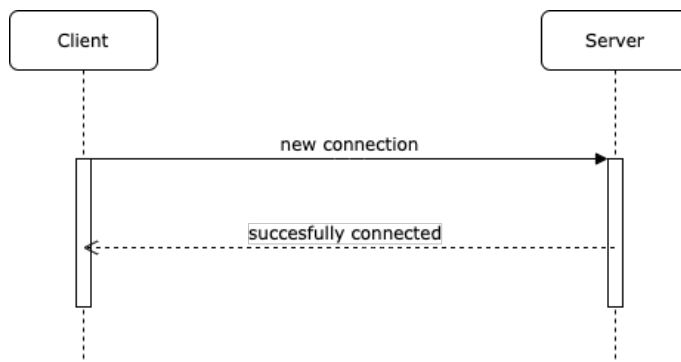 Client
Server
new connection
succesfully connected